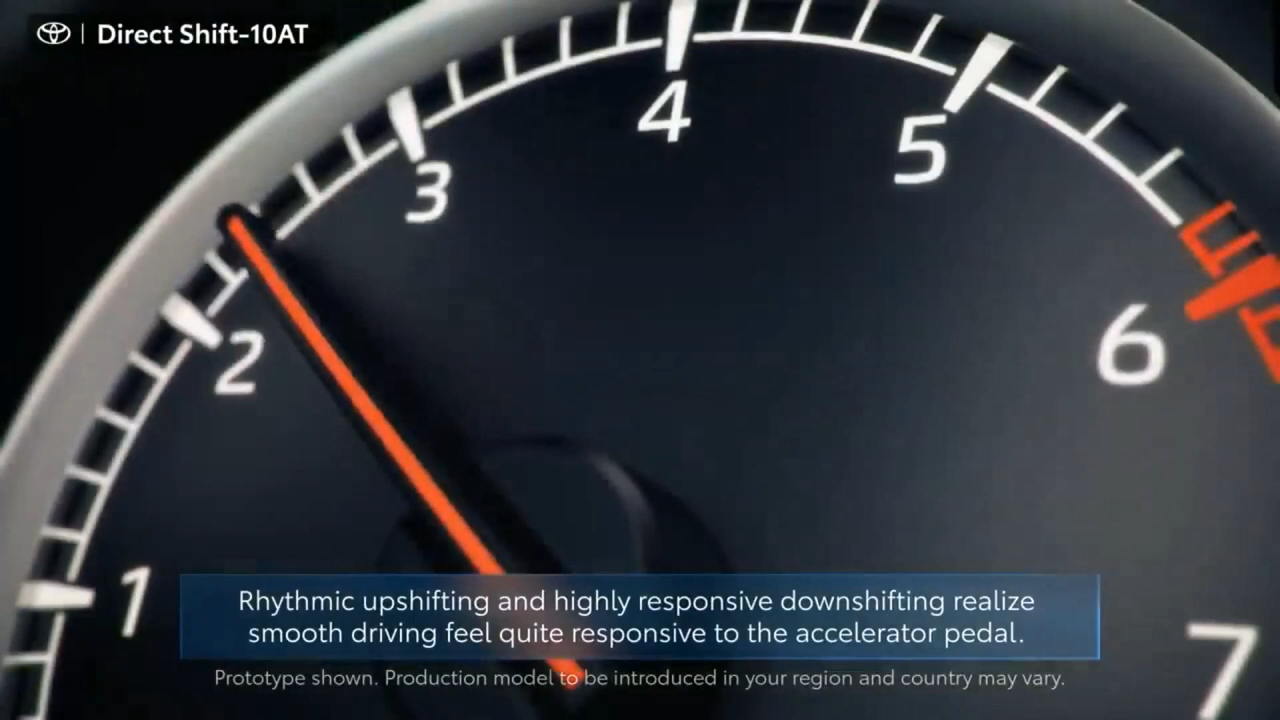 Direct Shift-10AT
4
5
3
6
2
1
Rhythmic upshifting and highly responsive downshifting realize
smooth driving feel quite responsive to the accelerator pedal.
7
Prototype shown. Production model to be introduced in your region and country may vary.